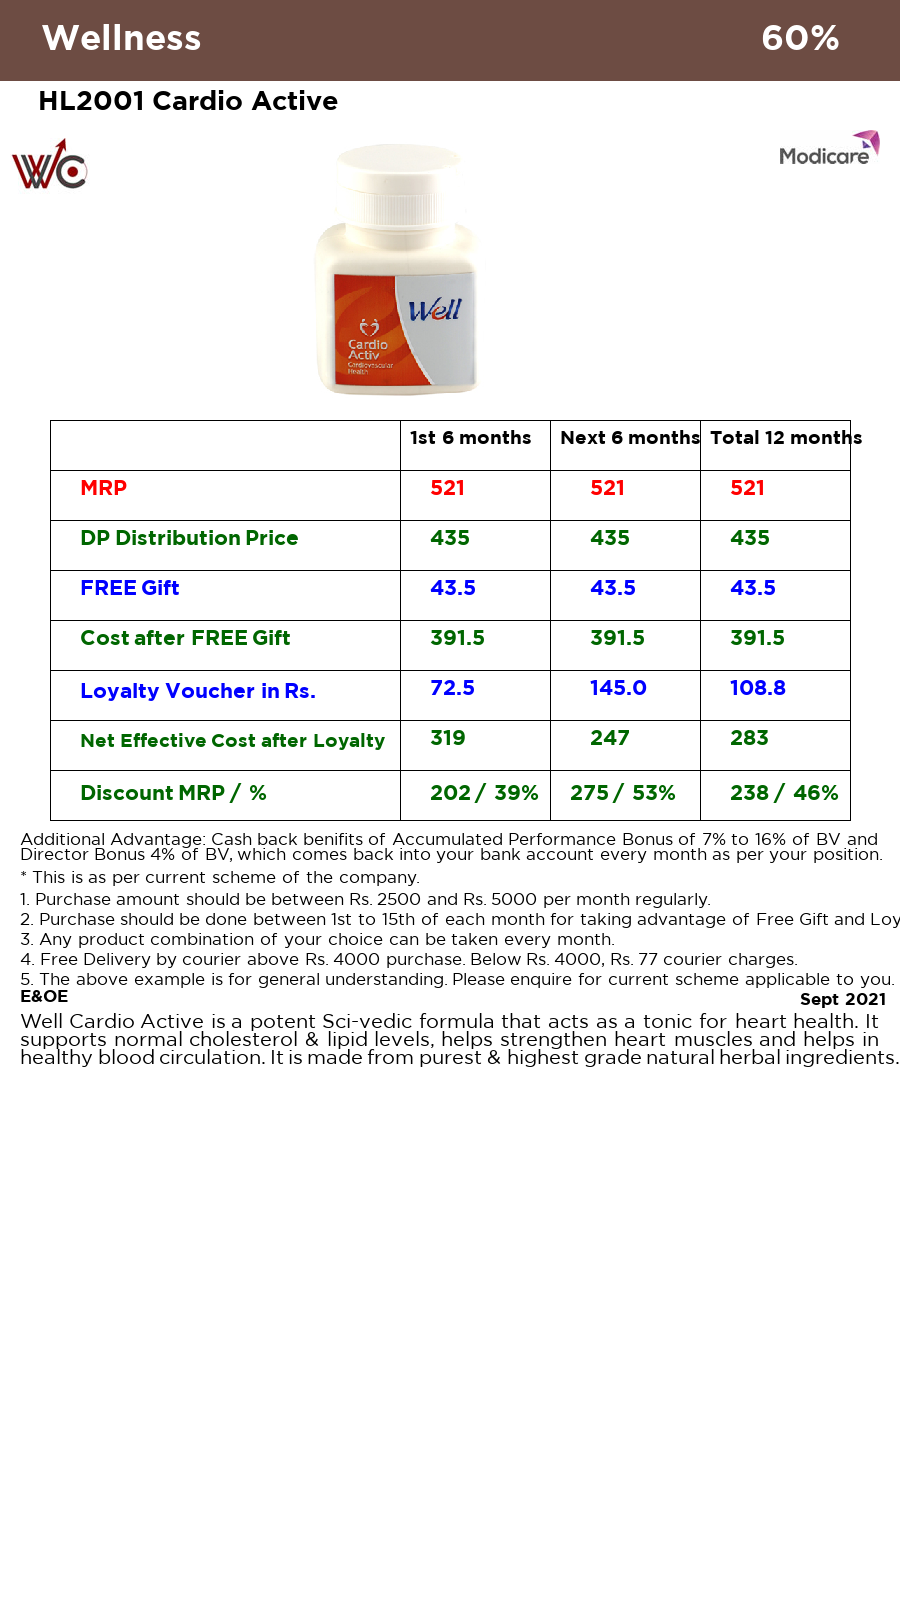 Wellness 60%
HL2001 Cardio Active
WC
Modicare
Well
Cardio
Activ
Cardiovascular
Health
1st 6 months Next 6 months Total 12 months
MRP 521 521 521
DP Distribution Price 435 435 435
FREE Gift 43.5 43.5 43.5
Cost after FREE Gift 391.5 391.5 391.5
Loyalty Voucher in Rs. 72.5 145.0 108.8
Net Effective Cost after Loyalty 319 247 283
Discount MRP / % 202 / 39% 275 / 53% 238 / 46%
Additional Advantage: Cash back benifits of Accumulated Performance Bonus of 7% to 16% of BV and
Director Bonus 4% of BV, which comes back into your bank account every month as per your position.
* This is as per current scheme of the company.
1. Purchase amount should be between Rs. 2500 and Rs. 5000 per month regularly.
2. Purchase should be done between 1st to 15th of each month for taking advantage of Free Gift and Loy
3. Any product combination of your choice can be taken every month.
4. Free Delivery by courier above Rs. 4000 purchase. Below Rs. 4000, Rs. 77 courier charges.
5. The above example is for general understanding. Please enquire for current scheme applicable to you.
E&OE Sept 2021
Well Cardio Active is a potent Sci-vedic formula that acts as a tonic for heart health. It
supports normal cholesterol & lipid levels, helps strengthen heart muscles and helps in
healthy blood circulation. It is made from purest & highest grade natural herbal ingredients.